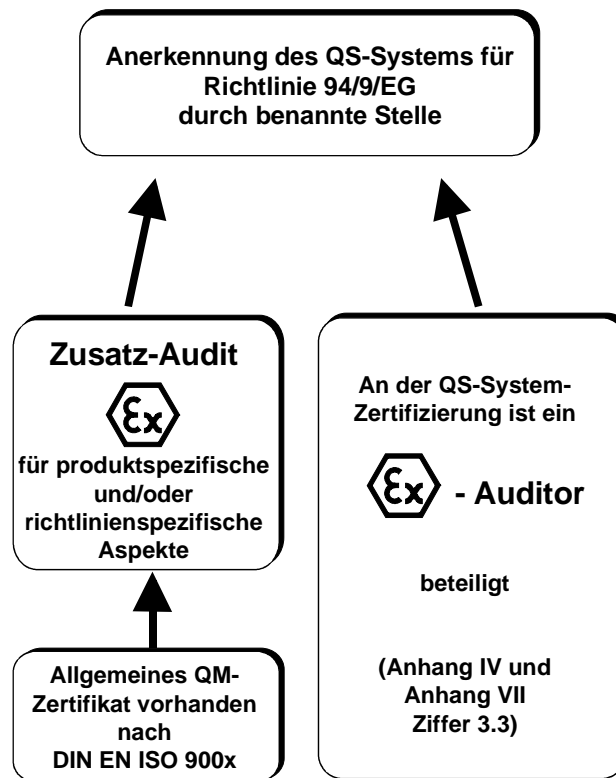 Anerkennung des QS-Systems für
Richtlinie 94/9/EG
durch benannte Stelle
Zusatz-Audit
Ex
für produktspezifische
und/oder
richtlinienspezifische
Aspekte
Allgemeines QM-
Zertifikat vorhanden
nach
DIN EN ISO 900x
An der QS-System-
Zertifizierung ist ein
Ex - Auditor
beteiligt
(Anhang IV und
Anhang VII
Ziffer 3.3)